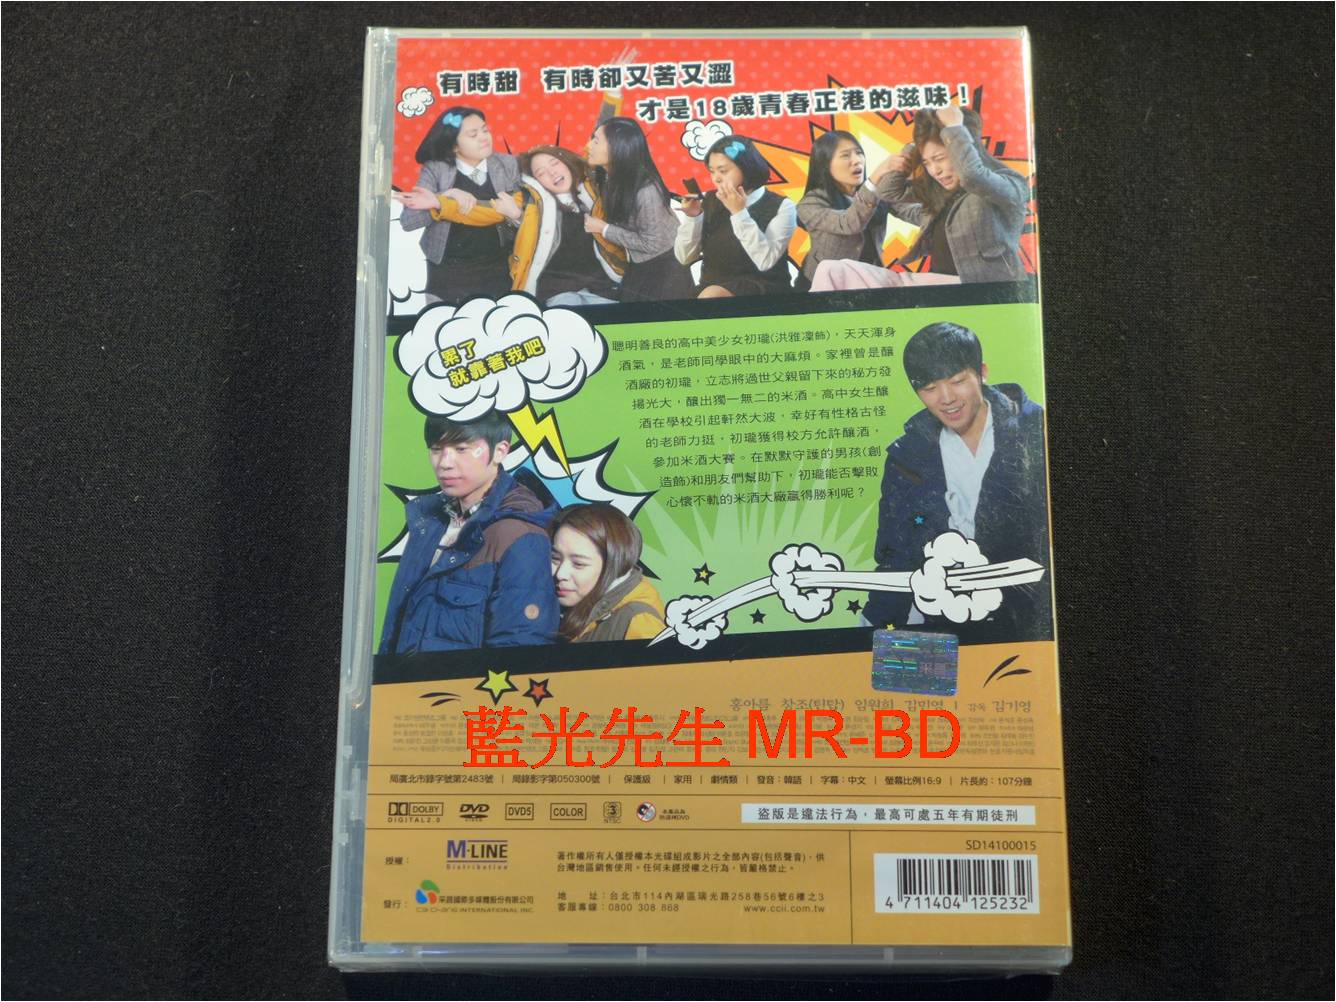 有時甜　有時卻又苦又澀
才是18歲青春正港的滋味！
累了
就靠著我吧
聰明善良的高中美少女初瓏(洪雅凜飾)，天天渾身
酒氣，是老師同學眼中的大麻煩。家裡曾是釀
酒廠的初瓏，立志將過世父親留下來的秘方發
揚光大，釀出獨一無二的米酒。高中女生釀
酒在學校引起軒然大波，幸好有性格古怪
的老師力挺，初瓏獲得校方允許釀酒，
參加米酒大賽。在默默守護的男孩(創
造飾)和朋友們幫助下，初瓏能否擊敗
心懷不軌的米酒大廠贏得勝利呢？
홍아름 창조(틴탑) 임원희 김민영 | 감독 김기영
藍光先生 MR-BD
局廣北市錄字號第2483號 | 局錄影字第050300號 | 保護級 | 家用 | 劇情類 | 發音：韓語 | 字幕：中文 | 螢幕比例16:9 | 片長約：107分鐘
DOLBY DIGITAL 2.0 DVD VIDEO DVD5 COLOR 3 NTSC 本產品為防盜拷DVD 盜版是違法行為，最高可處五年有期徒刑
SD14100015
授權： M-LINE Distribution
著作權所有人僅授權本光碟組成影片之全部內容(包括聲音)，供
台灣地區銷售使用。任何未經授權之行為，皆嚴格禁止。
發行： 采昌國際多媒體股份有限公司
CAI CHANG INTERNATIONAL INC.
地　址：台北市114內湖區瑞光路258巷56號6樓之3
客服專線：0800 308 868 www.ccii.com.tw
4 711404 125232